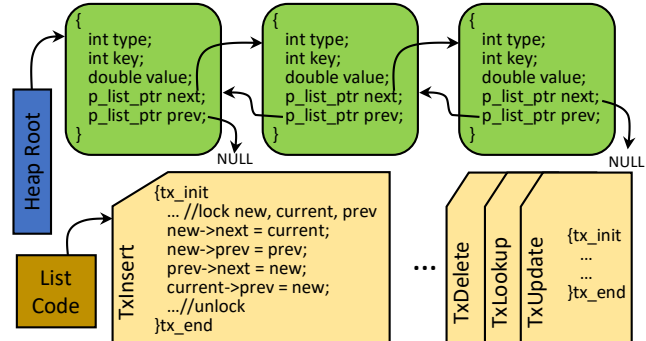 {
int type;
int key;
double value;
p_list_ptr next;
p_list_ptr prev;
}
{
int type;
int key;
double value;
p_list_ptr next;
p_list_ptr prev;
}
{
int type;
int key;
double value;
p_list_ptr next;
p_list_ptr prev;
}
NULL
NULL
Heap Root
List
Code
TxInsert
{tx_init
... //lock new, current, prev
new->next = current;
new->prev = prev;
prev->next = new;
current->prev = new;
...//unlock
}tx_end
...
TxDelete
TxLookup
TxUpdate
{tx_init
...
...
}tx_end